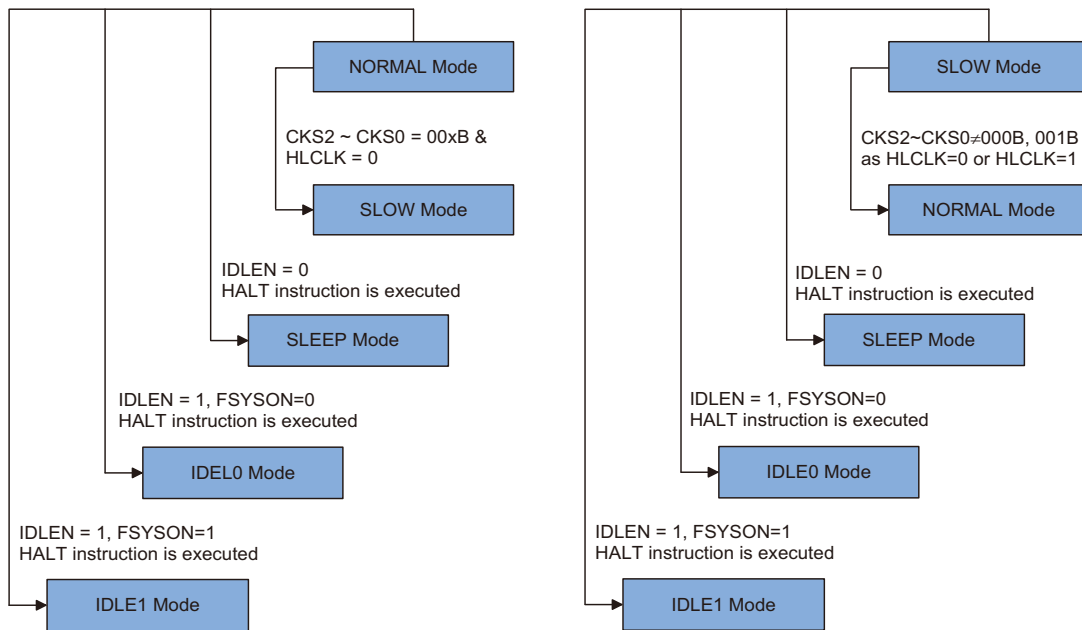 NORMAL Mode
CKS2 ~ CKS0 = 00xB &
HLCLK = 0
SLOW Mode
IDLEN = 0
HALT instruction is executed
SLEEP Mode
IDLEN = 1, FSYSON=0
HALT instruction is executed
IDEL0 Mode
IDLEN = 1, FSYSON=1
HALT instruction is executed
IDLE1 Mode
SLOW Mode
CKS2~CKS0≠000B, 001B
as HLCLK=0 or HLCLK=1
NORMAL Mode
IDLEN = 0
HALT instruction is executed
SLEEP Mode
IDLEN = 1, FSYSON=0
HALT instruction is executed
IDLE0 Mode
IDLEN = 1, FSYSON=1
HALT instruction is executed
IDLE1 Mode